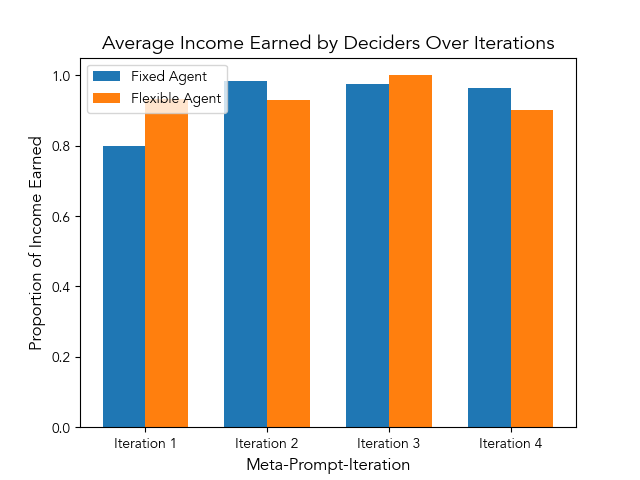 Average Income Earned by Deciders Over Iterations
Fixed Agent
Flexible Agent
Proportion of Income Earned
1.0
0.8
0.6
0.4
0.2
0.0
Iteration 1
Iteration 2
Iteration 3
Iteration 4
Meta-Prompt-Iteration